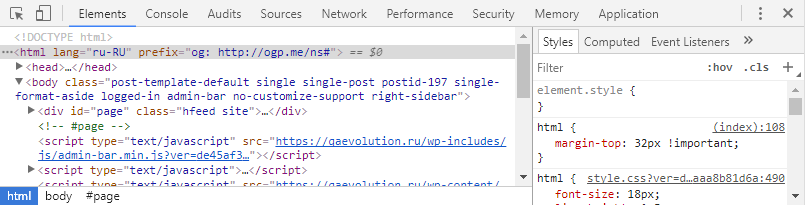 Elements Console Sources Network Performance Memory Application
<!DOCTYPE html>
···<html lang="ru-RU" prefix="og: http://ogp.me/ns#"> == $0
<head>…</head>
<body class="post-template-default single single-post postid-197 single-
format-aside logged-in admin-bar no-customize-support right-sidebar">
<div id="page" class="hfeed site">…</div>
<!-- #page -->
<script type="text/javascript" src="https://qaevolution.ru/wp-includes/
js/admin-bar.min.js?ver=de45af3…"></script>
<script type="text/javascript">…</script>
<script type="text/javascript" src="https://qaevolution.ru/wp-content/
html body #page
Styles Computed Event Listeners »
Filter :hov .cls +
element.style {
}
html { (index):108
margin-top: 32px !important;
}
html { style.css?ver=d…aaa8b81d6a:490
font-size: 18px;